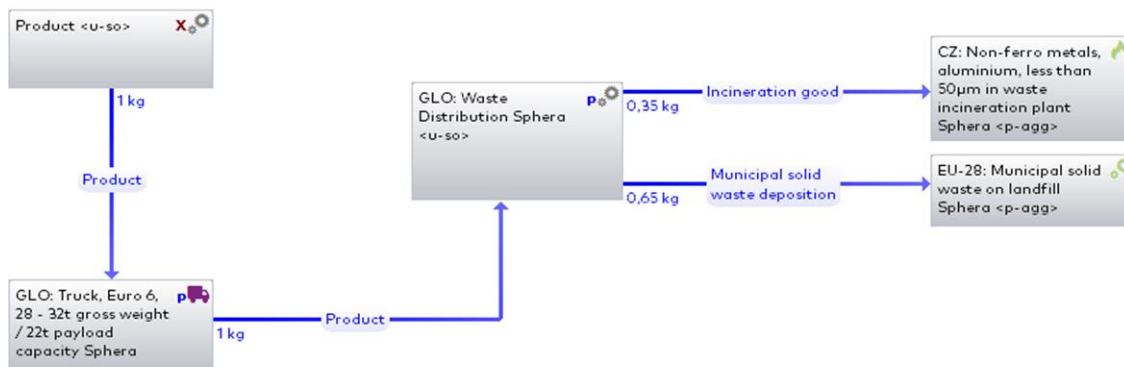 Product <u-so>
X
1 kg
Product
GLO: Truck, Euro 6,
28 - 32t gross weight
/ 22t payload
capacity Sphera
p
1 kg
Product
GLO: Waste
Distribution Sphera
<u-so>
p
0,35 kg
Incineration good
0,65 kg
Municipal solid
waste deposition
CZ: Non-ferro metals,
aluminium, less than
50µm in waste
incineration plant
Sphera <p-agg>
EU-28: Municipal solid
waste on landfill
Sphera <p-agg>